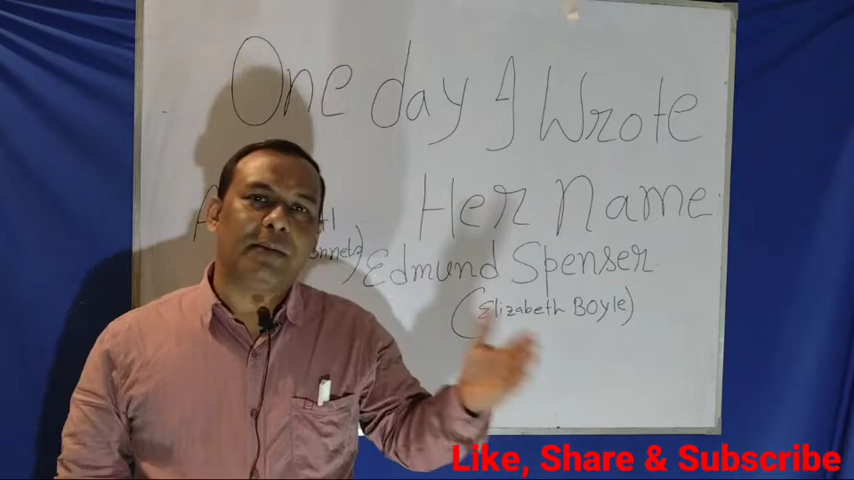 One day I Wrote
Her Name
Edmund Spenser
(Elizabeth Boyle)
Like, Share & Subscribe